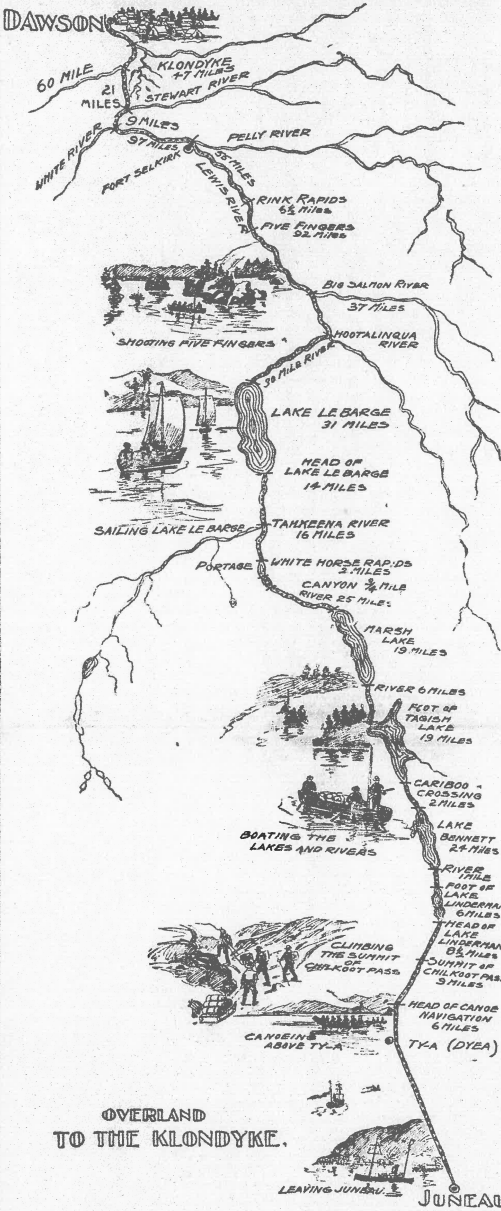 DAWSON
KLONDYKE
47 MILES
60 MILE
21
MILES
STEWART RIVER
9 MILES
WHITE RIVER
97 MILES
PELLY RIVER
FORT SELKIRK
55 MILES
LEWIS RIVER
RINK RAPIDS
6½ MILES
FIVE FINGERS
92 MILES
BIG SALMON RIVER
37 MILES
SHOOTING FIVE FINGERS
HOOTALINQUA
RIVER
30 MILE RIVER
LAKE LE BARGE
31 MILES
HEAD OF
LAKE LE BARGE
14 MILES
SAILING LAKE LE BARGE
TAHKEENA RIVER
16 MILES
PORTAGE
WHITE HORSE RAPIDS
2 MILES
CANYON ¾ MILE
RIVER 25 MILES
MARSH
LAKE
19 MILES
RIVER 6 MILES
FOOT OF
TAGISH
LAKE
19 MILES
CARIBOO
CROSSING
2 MILES
BOATING THE
LAKES AND RIVERS
LAKE
BENNETT
24 MILES
RIVER
1 MILE
FOOT OF
LAKE
LINDERMAN
6 MILES
HEAD OF
LAKE
LINDERMAN
8½ MILES
CLIMBING
THE SUMMIT
OF
CHILKOOT PASS
SUMMIT OF
CHILKOOT PASS
9 MILES
HEAD OF CANOE
NAVIGATION
6 MILES
CANOEING
ABOVE TY-A
TY-A (DYEA)
OVERLAND
TO THE KLONDYKE.
LEAVING JUNEAU.
JUNEAU